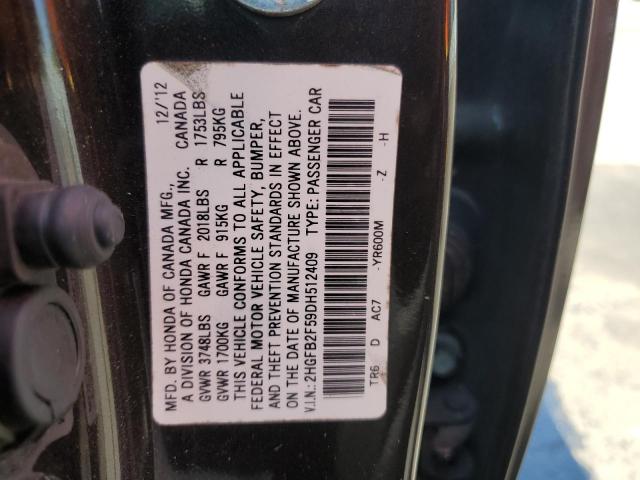 MFD. BY HONDA OF CANADA MFG., 12/'12
A DIVISION OF HONDA CANADA INC. CANADA
GVWR 3748LBS GAWR F 2018LBS R 1753LBS
GVWR 1700KG GAWR F 915KG R 795KG
THIS VEHICLE CONFORMS TO ALL APPLICABLE
FEDERAL MOTOR VEHICLE SAFETY, BUMPER,
AND THEFT PREVENTION STANDARDS IN EFFECT
ON THE DATE OF MANUFACTURE SHOWN ABOVE.
V.I.N.: 2HGFB2F59DH512409 TYPE: PASSENGER CAR
TR6 D AC7 -YR600M -Z -H